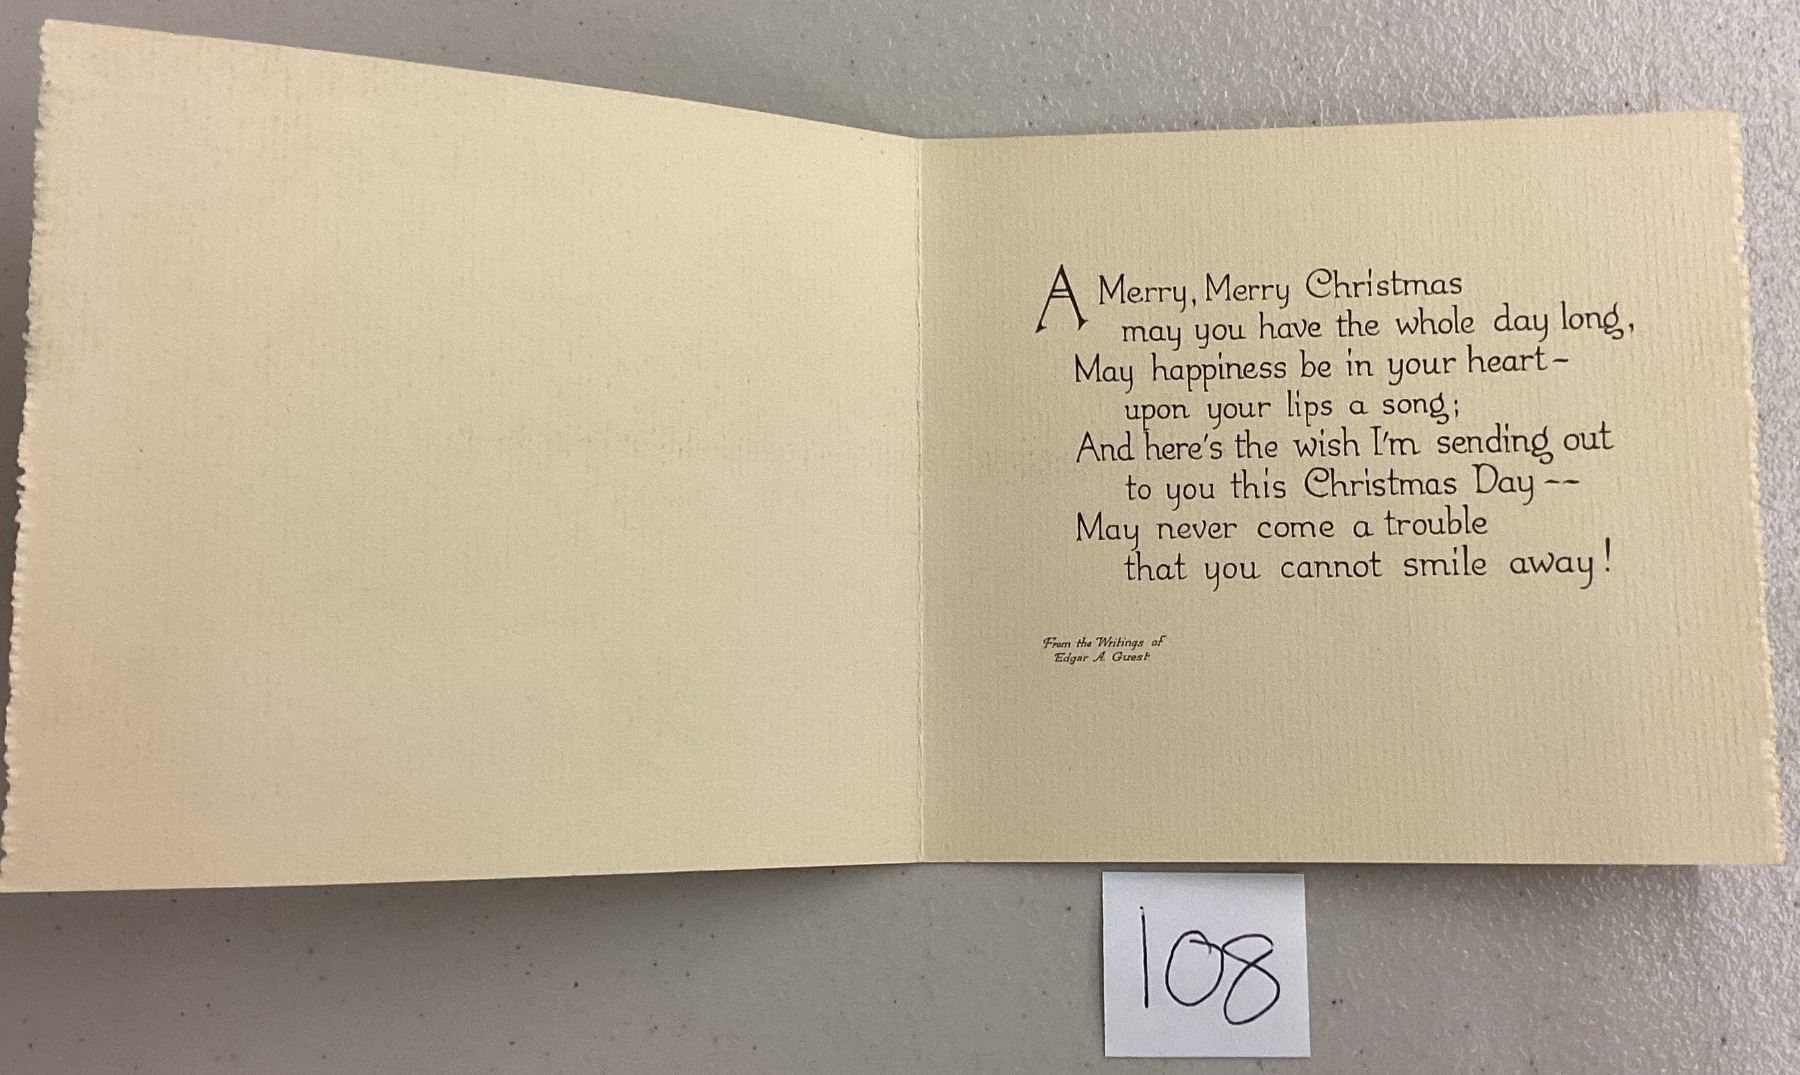 A Merry, Merry Christmas
may you have the whole day long,
May happiness be in your heart-
upon your lips a song;
And here's the wish I'm sending out
to you this Christmas Day --
May never come a trouble
that you cannot smile away!
From the Writings of
Edgar A. Guest
108